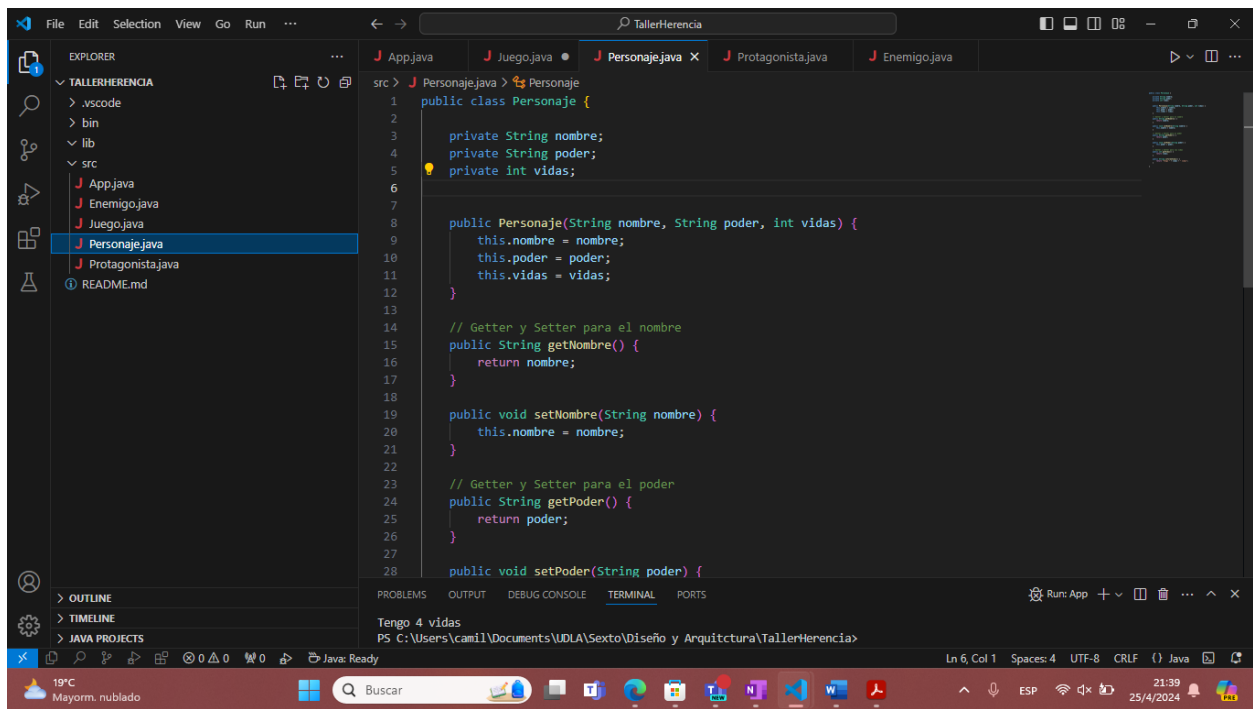 File Edit Selection View Go Run ... TallerHerencia
EXPLORER
TALLERHERENCIA
.vscode
bin
lib
src
App.java
Enemigo.java
Juego.java
Personaje.java
Protagonista.java
README.md
OUTLINE
TIMELINE
JAVA PROJECTS
App.java Juego.java Personaje.java Protagonista.java Enemigo.java
src > Personaje.java > Personaje
1 public class Personaje {
2
3 private String nombre;
4 private String poder;
5 private int vidas;
6
7
8 public Personaje(String nombre, String poder, int vidas) {
9 this.nombre = nombre;
10 this.poder = poder;
11 this.vidas = vidas;
12 }
13
14 // Getter y Setter para el nombre
15 public String getNombre() {
16 return nombre;
17 }
18
19 public void setNombre(String nombre) {
20 this.nombre = nombre;
21 }
22
23 // Getter y Setter para el poder
24 public String getPoder() {
25 return poder;
26 }
27
28 public void setPoder(String poder) {
PROBLEMS OUTPUT DEBUG CONSOLE TERMINAL PORTS Run: App
Tengo 4 vidas
PS C:\Users\camil\Documents\UDLA\Sexto\Diseño y Arquitctura\TallerHerencia>
0 0 0 Java: Ready Ln 6, Col 1 Spaces: 4 UTF-8 CRLF {} Java
19°C
Mayorm. nublado
Buscar
ESP
21:39
25/4/2024